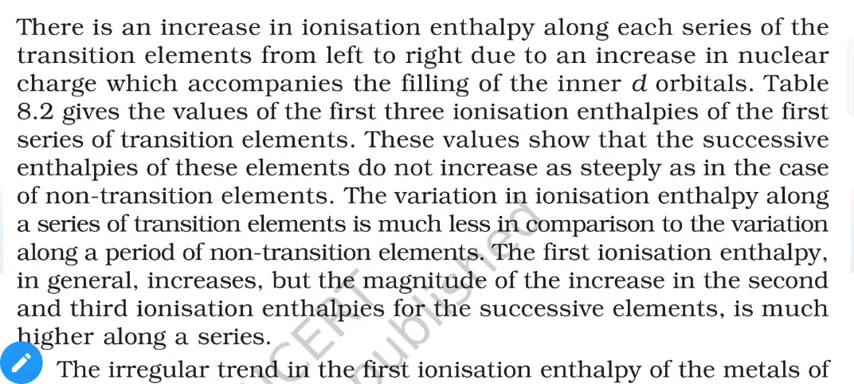 There is an increase in ionisation enthalpy along each series of the
transition elements from left to right due to an increase in nuclear
charge which accompanies the filling of the inner d orbitals. Table
8.2 gives the values of the first three ionisation enthalpies of the first
series of transition elements. These values show that the successive
enthalpies of these elements do not increase as steeply as in the case
of non-transition elements. The variation in ionisation enthalpy along
a series of transition elements is much less in comparison to the variation
along a period of non-transition elements. The first ionisation enthalpy,
in general, increases, but the magnitude of the increase in the second
and third ionisation enthalpies for the successive elements, is much
higher along a series.
The irregular trend in the first ionisation enthalpy of the metals of
NCERT
published